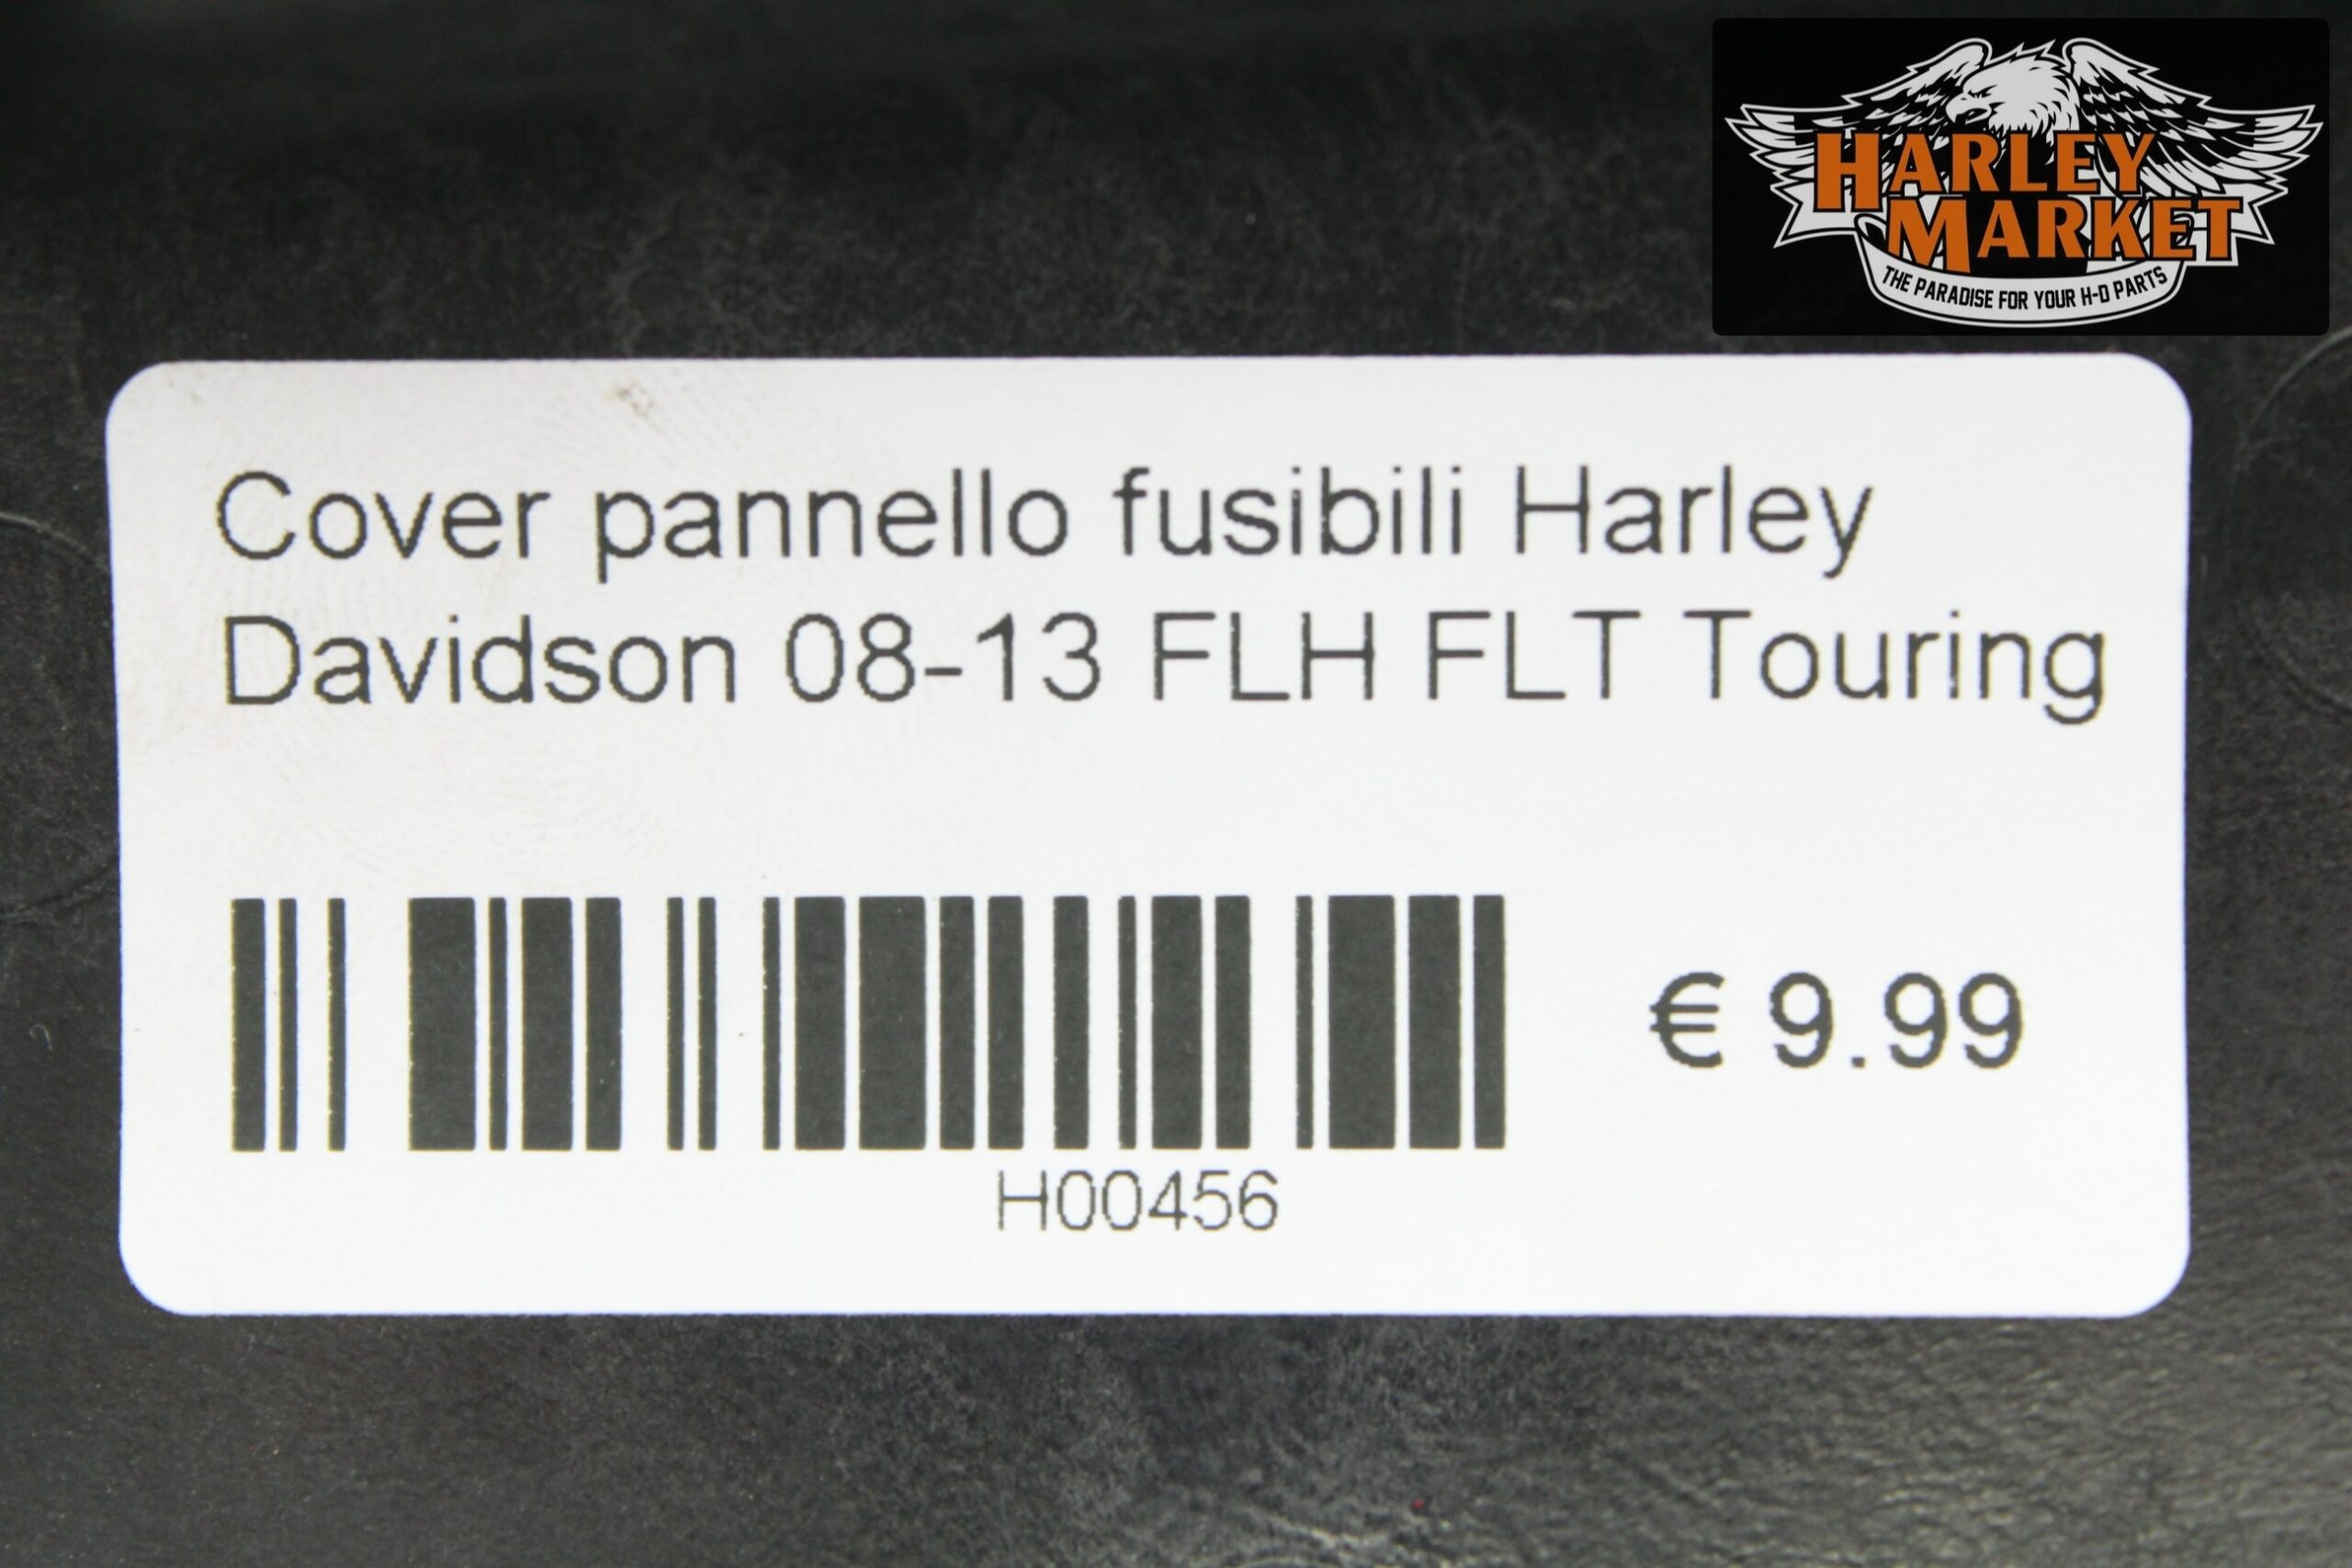 HARLEY
MARKET
THE PARADISE FOR YOUR H-D PARTS
Cover pannello fusibili Harley
Davidson 08-13 FLH FLT Touring
€ 9.99
H00456